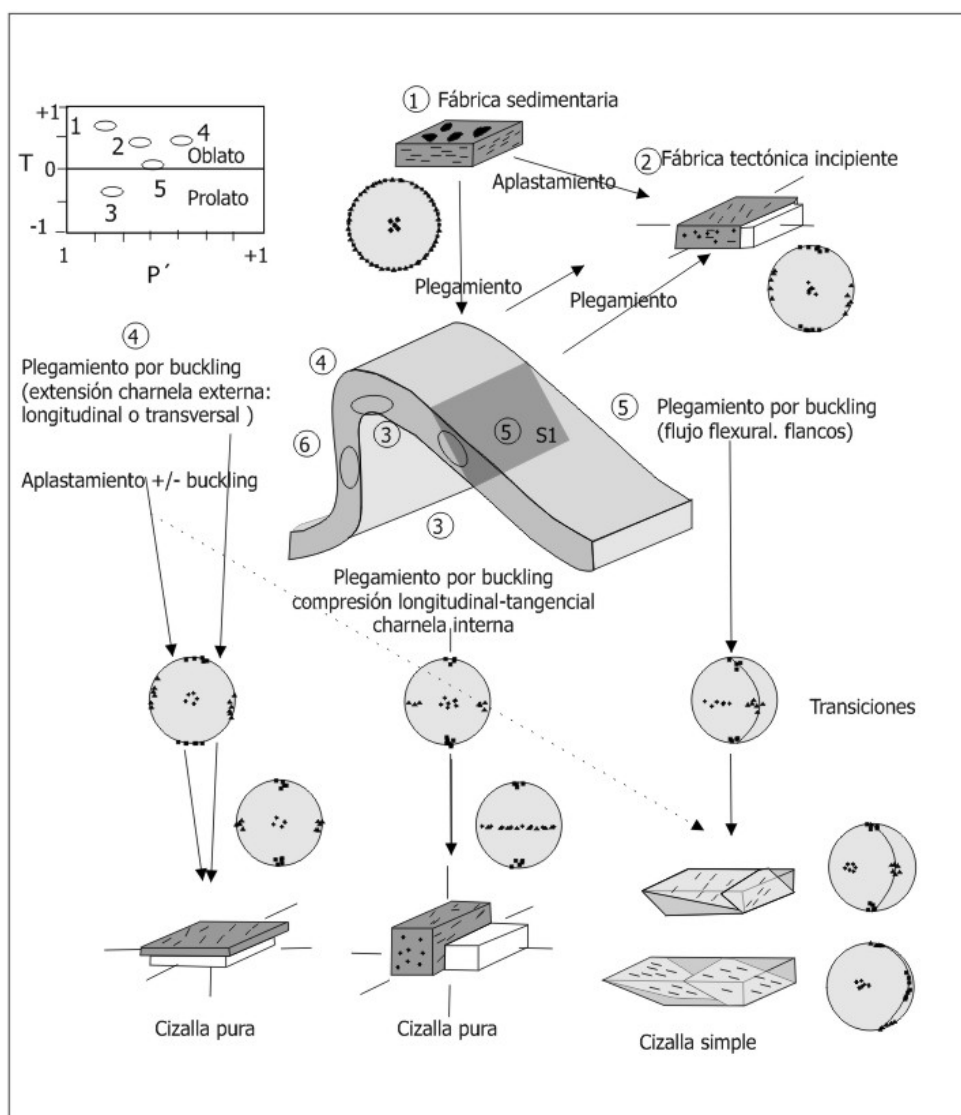 +1
T
0
-1
1
2
4
5
3
Oblato
Prolato
1
P´
+1
1 Fábrica sedimentaria
Aplastamiento
2 Fábrica tectónica incipiente
Plegamiento
Plegamiento
4
Plegamiento por buckling
(extensión charnela externa:
longitudinal o transversal )
Aplastamiento +/- buckling
4
6
3
5
S1
3
5
Plegamiento por buckling
(flujo flexural. flancos)
Plegamiento por buckling
compresión longitudinal-tangencial
charnela interna
Transiciones
Cizalla pura
Cizalla pura
Cizalla simple